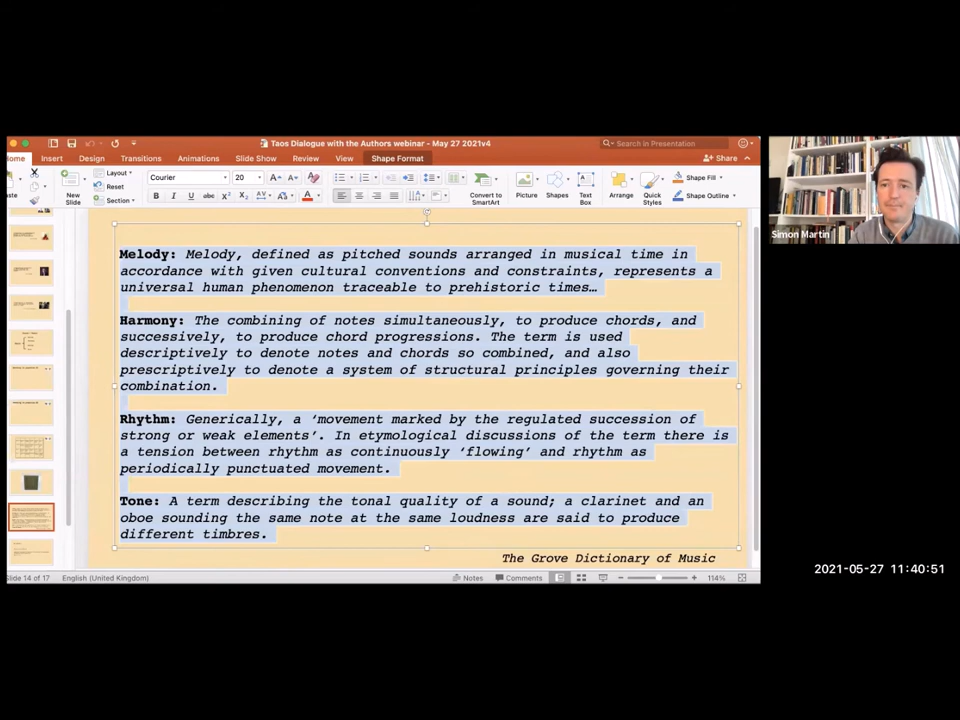 Taos Dialogue with the Authors webinar - May 27 2021v4
Search in Presentation
Home Insert Design Transitions Animations Slide Show Review View Shape Format
Share
New Slide
Layout
Reset
Section
Courier 20
Convert to SmartArt
Picture Shapes Text Box Arrange Quick Styles
Shape Fill
Shape Outline
Simon Martin
Melody: Melody, defined as pitched sounds arranged in musical time in
accordance with given cultural conventions and constraints, represents a
universal human phenomenon traceable to prehistoric times…
Harmony: The combining of notes simultaneously, to produce chords, and
successively, to produce chord progressions. The term is used
descriptively to denote notes and chords so combined, and also
prescriptively to denote a system of structural principles governing their
combination.
Rhythm: Generically, a ‘movement marked by the regulated succession of
strong or weak elements’. In etymological discussions of the term there is
a tension between rhythm as continuously ‘flowing’ and rhythm as
periodically punctuated movement.
Tone: A term describing the tonal quality of a sound; a clarinet and an
oboe sounding the same note at the same loudness are said to produce
different timbres.
The Grove Dictionary of Music
2021-05-27 11:40:51
Slide 14 of 17 English (United Kingdom) Notes Comments 114%